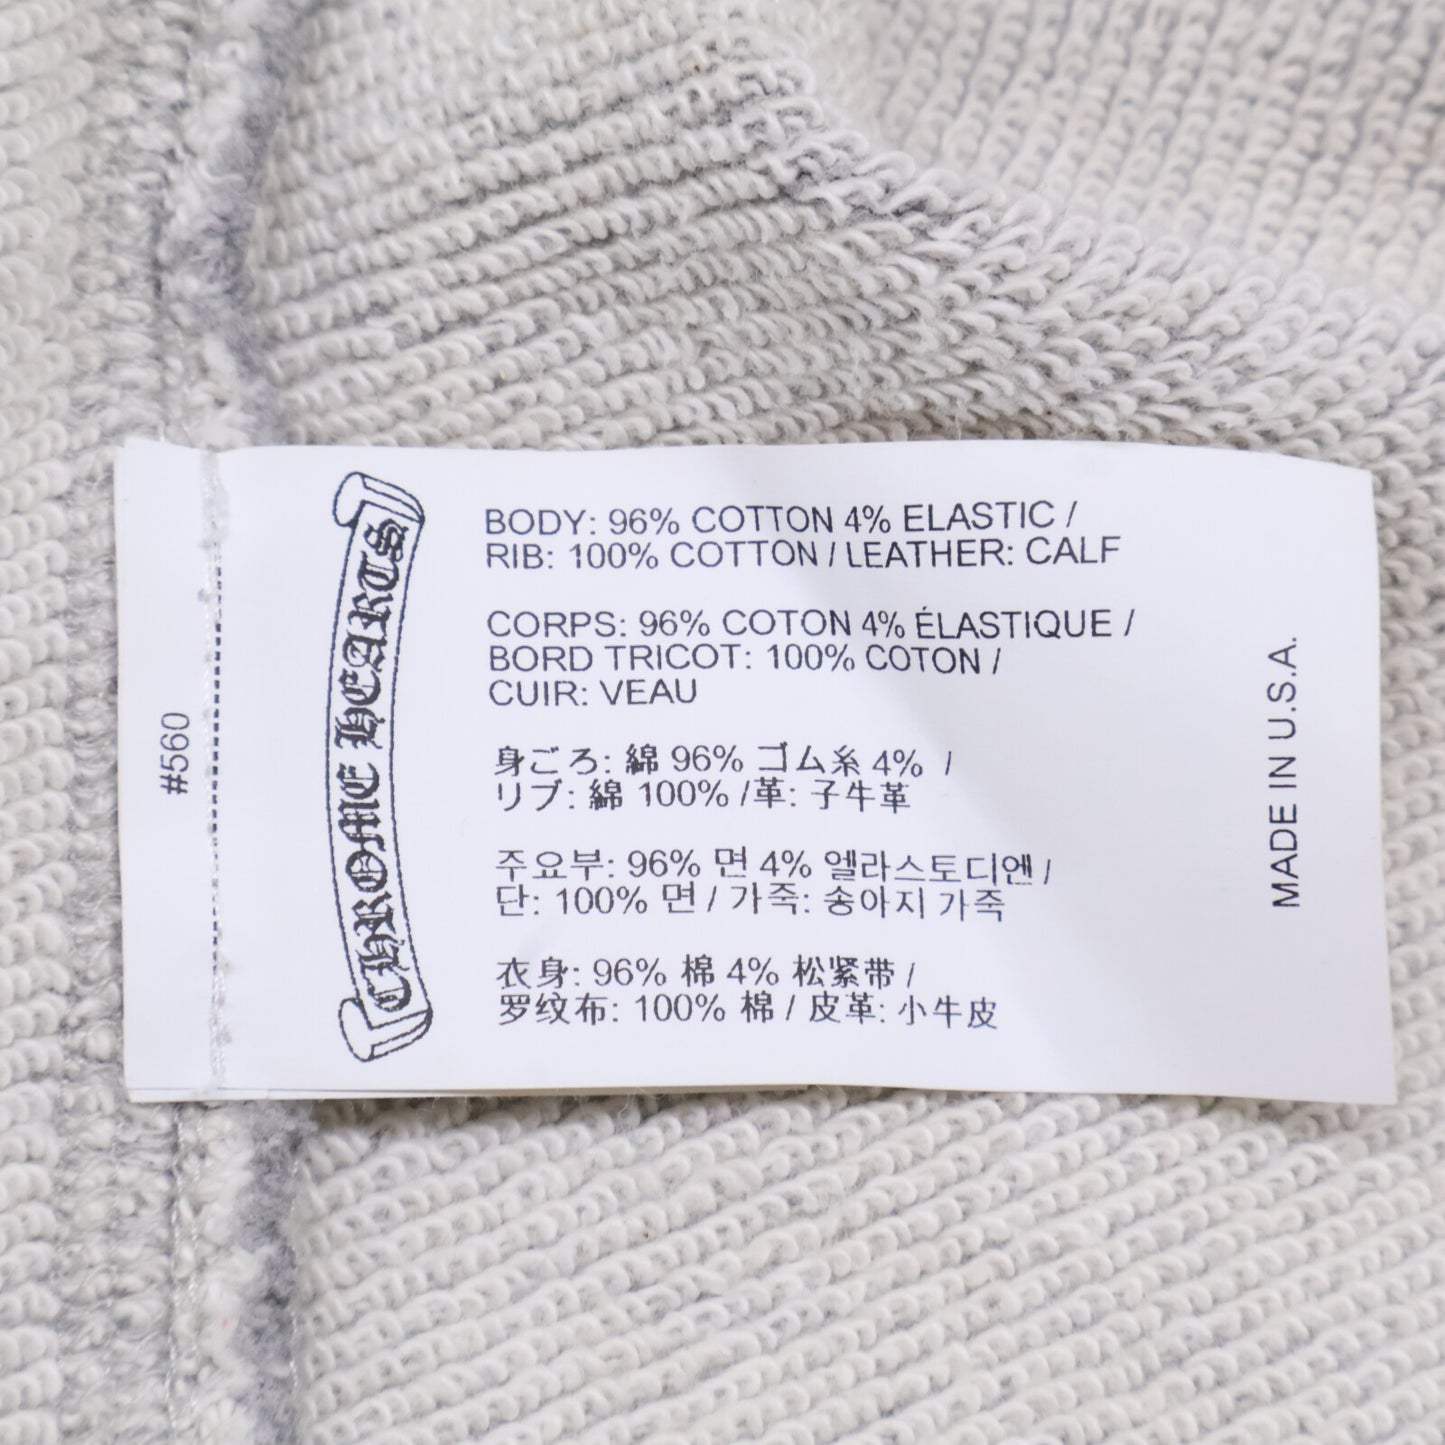 #560
CHROME HEARTS
BODY: 96% COTTON 4% ELASTIC /
RIB: 100% COTTON / LEATHER: CALF
CORPS: 96% COTON 4% ÉLASTIQUE /
BORD TRICOT: 100% COTON /
CUIR: VEAU
身ごろ: 綿 96% ゴム糸 4% /
リブ: 綿 100% /革: 子牛革
주요부: 96% 면 4% 엘라스토디엔 /
단: 100% 면 / 가죽: 송아지 가죽
衣身: 96% 棉 4% 松紧带 /
罗纹布: 100% 棉 / 皮革: 小牛皮
MADE IN U.S.A.